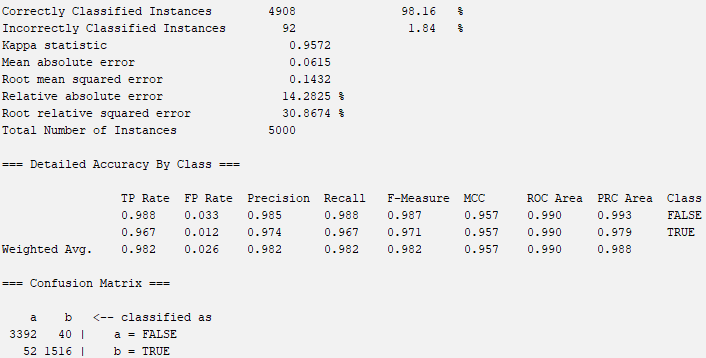 Correctly Classified Instances        4908               98.16   %
Incorrectly Classified Instances        92                1.84   %
Kappa statistic                          0.9572
Mean absolute error                      0.0615
Root mean squared error                  0.1432
Relative absolute error                 14.2825 %
Root relative squared error             30.8674 %
Total Number of Instances             5000
=== Detailed Accuracy By Class ===
TP Rate  FP Rate  Precision  Recall   F-Measure  MCC      ROC Area  PRC Area  Class
0.988    0.033    0.985      0.988    0.987      0.957    0.990     0.993     FALSE
0.967    0.012    0.974      0.967    0.971      0.957    0.990     0.979     TRUE
Weighted Avg.    0.982    0.026    0.982      0.982    0.982      0.957    0.990     0.988
=== Confusion Matrix ===
a    b   <-- classified as
3392   40 |    a = FALSE
52 1516 |    b = TRUE